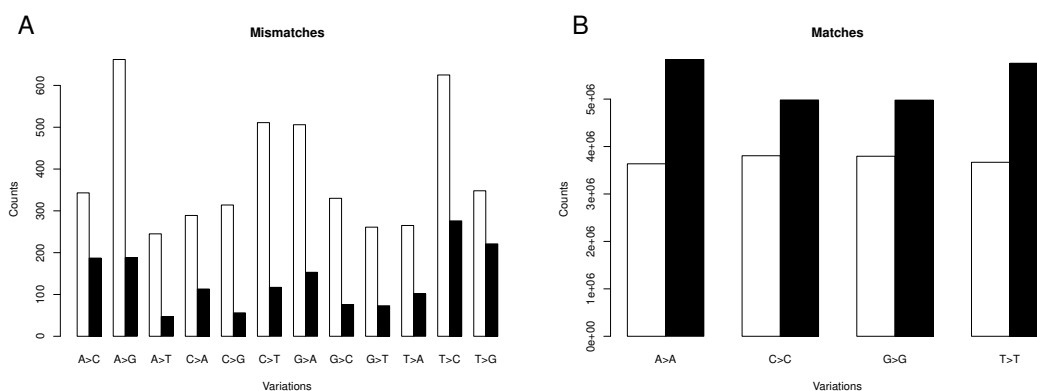 A
Mismatches
Counts
0
100
200
300
400
500
600
A>C A>G A>T C>A C>G C>T G>A G>C G>T T>A T>C T>G
Variations
B
Matches
Counts
0e+00
1e+06
2e+06
3e+06
4e+06
5e+06
A>A C>C G>G T>T
Variations